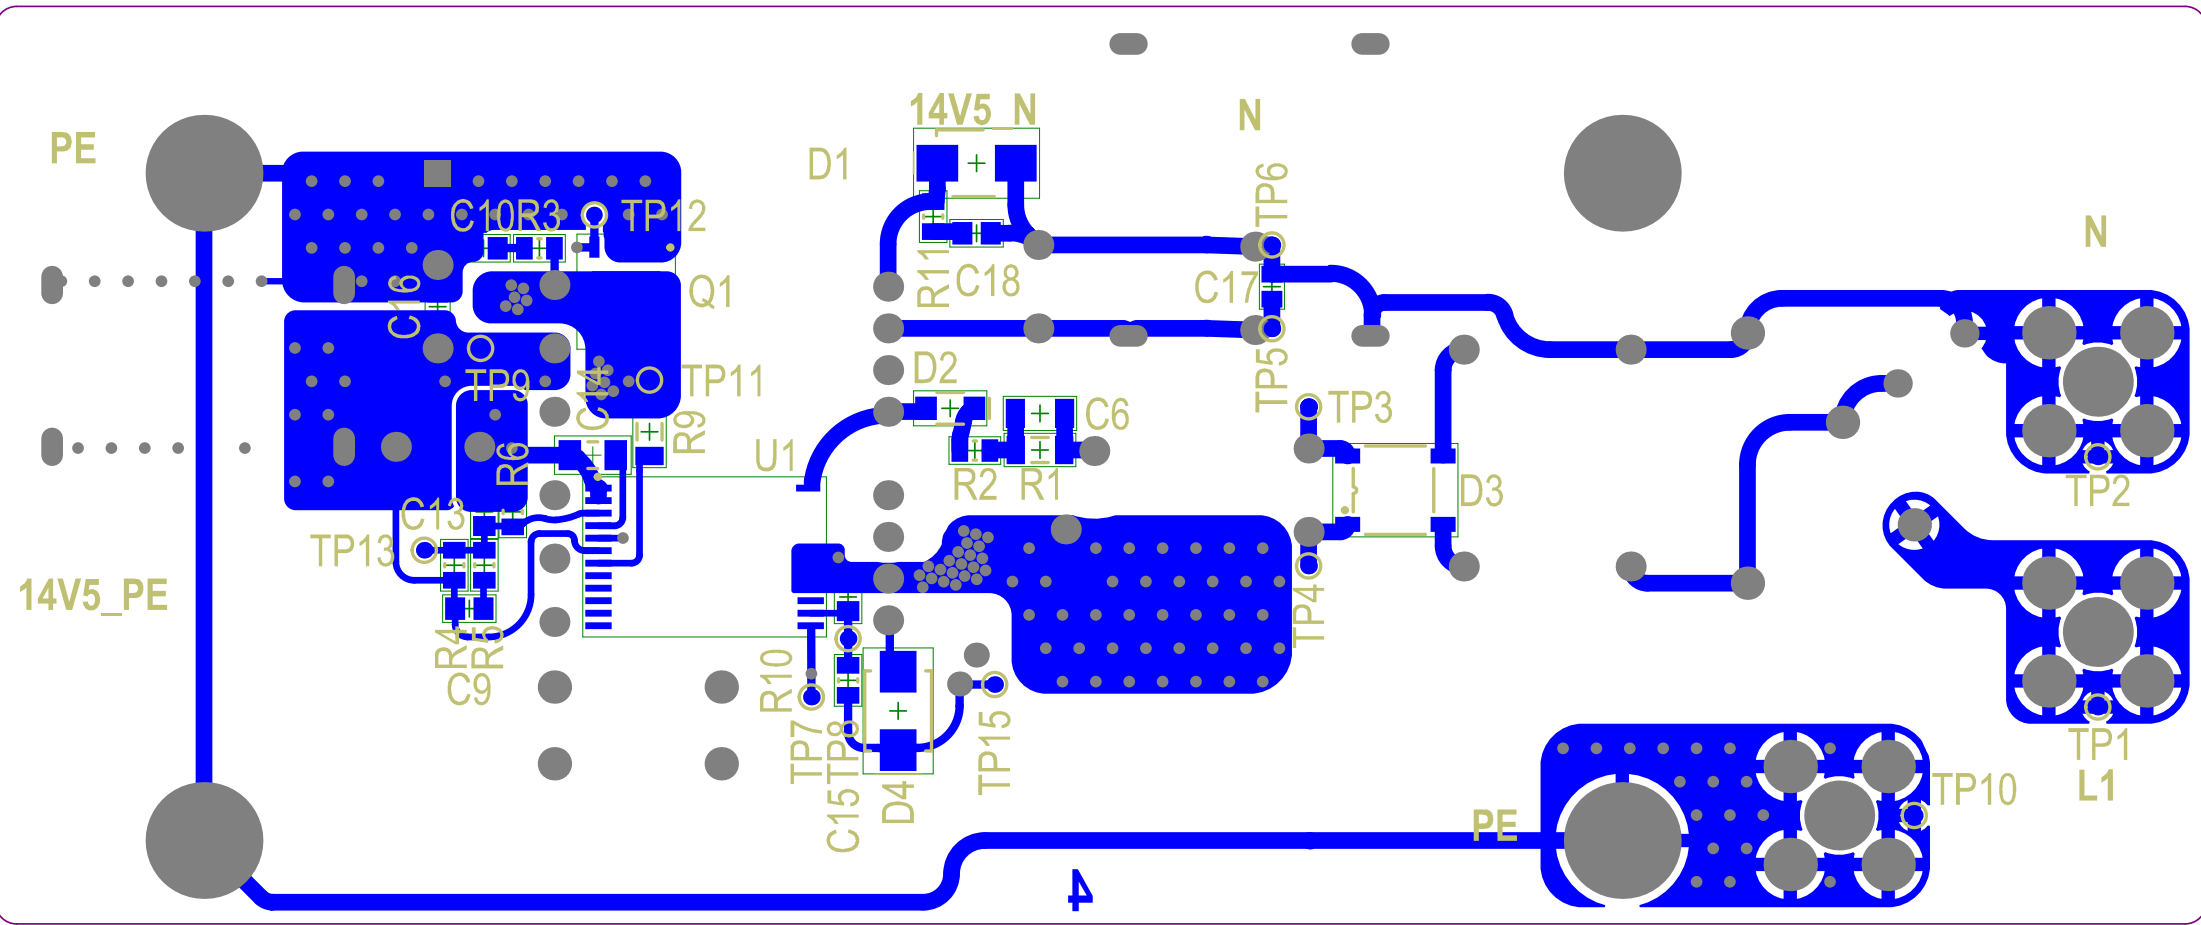 14V5_N
N
PE
D1
TP6
C10R3
TP12
N
R11
C18
C17
C16
Q1
TP5
D2
TP9
C14
TP11
R9
C6
TP3
U1
R6
R2
R1
D3
TP2
C13
TP13
14V5_PE
TP4
R4
R5
C9
R10
TP7
TP8
TP15
TP1
L1
TP10
C15
D4
PE
4